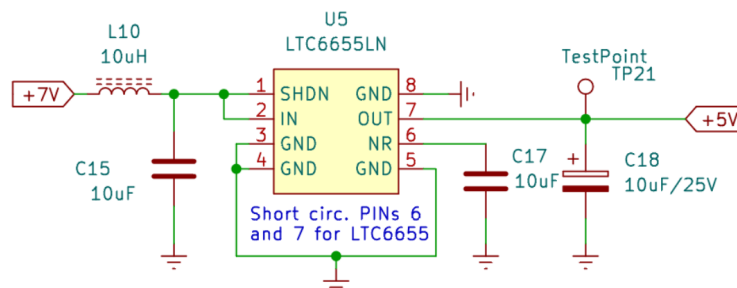 U5
LTC6655LN
L10
10uH
+7V
1
SHDN
GND
8
2
IN
OUT
7
3
GND
NR
6
4
GND
GND
5
TestPoint
TP21
+5V
C15
10uF
C17
10uF
+
C18
10uF/25V
Short circ. PINs 6
and 7 for LTC6655